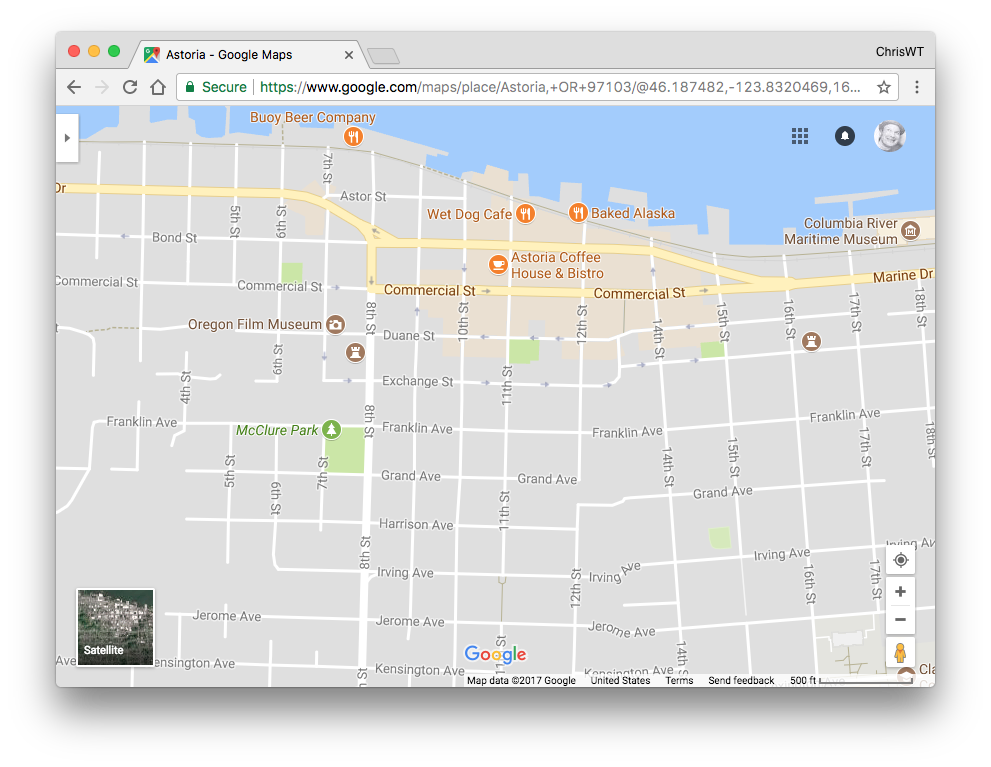 Astoria - Google Maps
ChrisWT
Secure
https://www.google.com/maps/place/Astoria,+OR+97103/@46.187482,-123.8320469,16...
Buoy Beer Company
7th St
Dr
Astor St
5th St
6th St
Wet Dog Cafe
Baked Alaska
Columbia River
Maritime Museum
Bond St
Astoria Coffee
House & Bistro
Marine Dr
Commercial St
Commercial St
Commercial St
Commercial St
8th St
10th St
12th St
14th St
15th St
16th St
17th St
18th St
Oregon Film Museum
Duane St
6th St
4th St
Exchange St
11th St
Franklin Ave
McClure Park
8th St
Franklin Ave
Franklin Ave
Franklin Ave
5th St
6th St
7th St
Grand Ave
Grand Ave
Grand Ave
14th St
15th St
17th St
18th St
11th St
Harrison Ave
8th St
Irving Ave
Irving Ave
Irving Ave
Irving Av
12th St
16th St
17th St
Jerome Ave
Jerome Ave
Jerome Ave
Satellite
Ave
ensington Ave
Kensington Ave
Kensington Ave
8th St
14th St
Google
Map data ©2017 Google
United States
Terms
Send feedback
500 ft